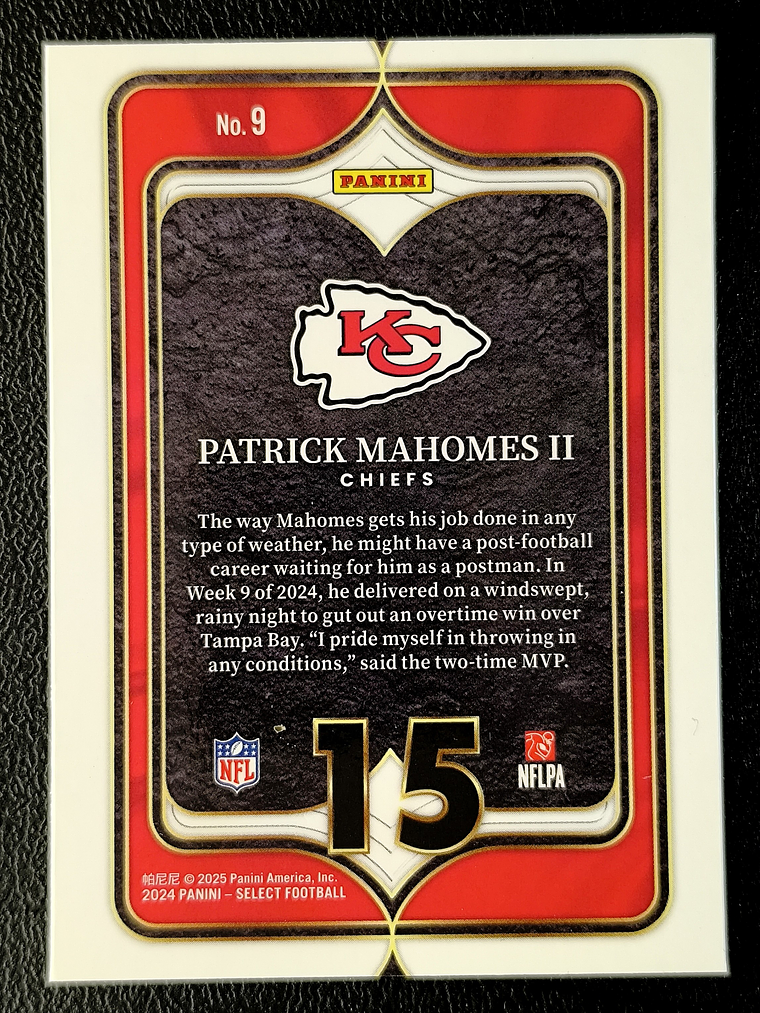 No. 9
PANINI
KC
PATRICK MAHOMES II
CHIEFS
The way Mahomes gets his job done in any
type of weather, he might have a post-football
career waiting for him as a postman. In
Week 9 of 2024, he delivered on a windswept,
rainy night to gut out an overtime win over
Tampa Bay. “I pride myself in throwing in
any conditions,” said the two-time MVP.
NFL
15
NFLPA
帕尼尼 © 2025 Panini America, Inc.
2024 PANINI – SELECT FOOTBALL